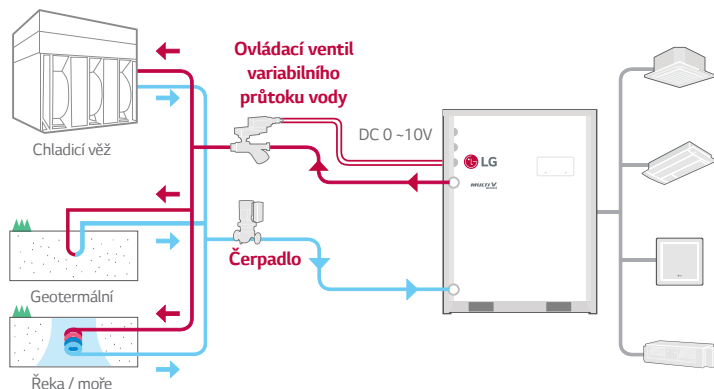 Ovládací ventil
variabilního
průtoku vody
DC 0 ~10V
LG
MULTI V
Chladicí věž
Čerpadlo
Geotermální
Řeka / moře